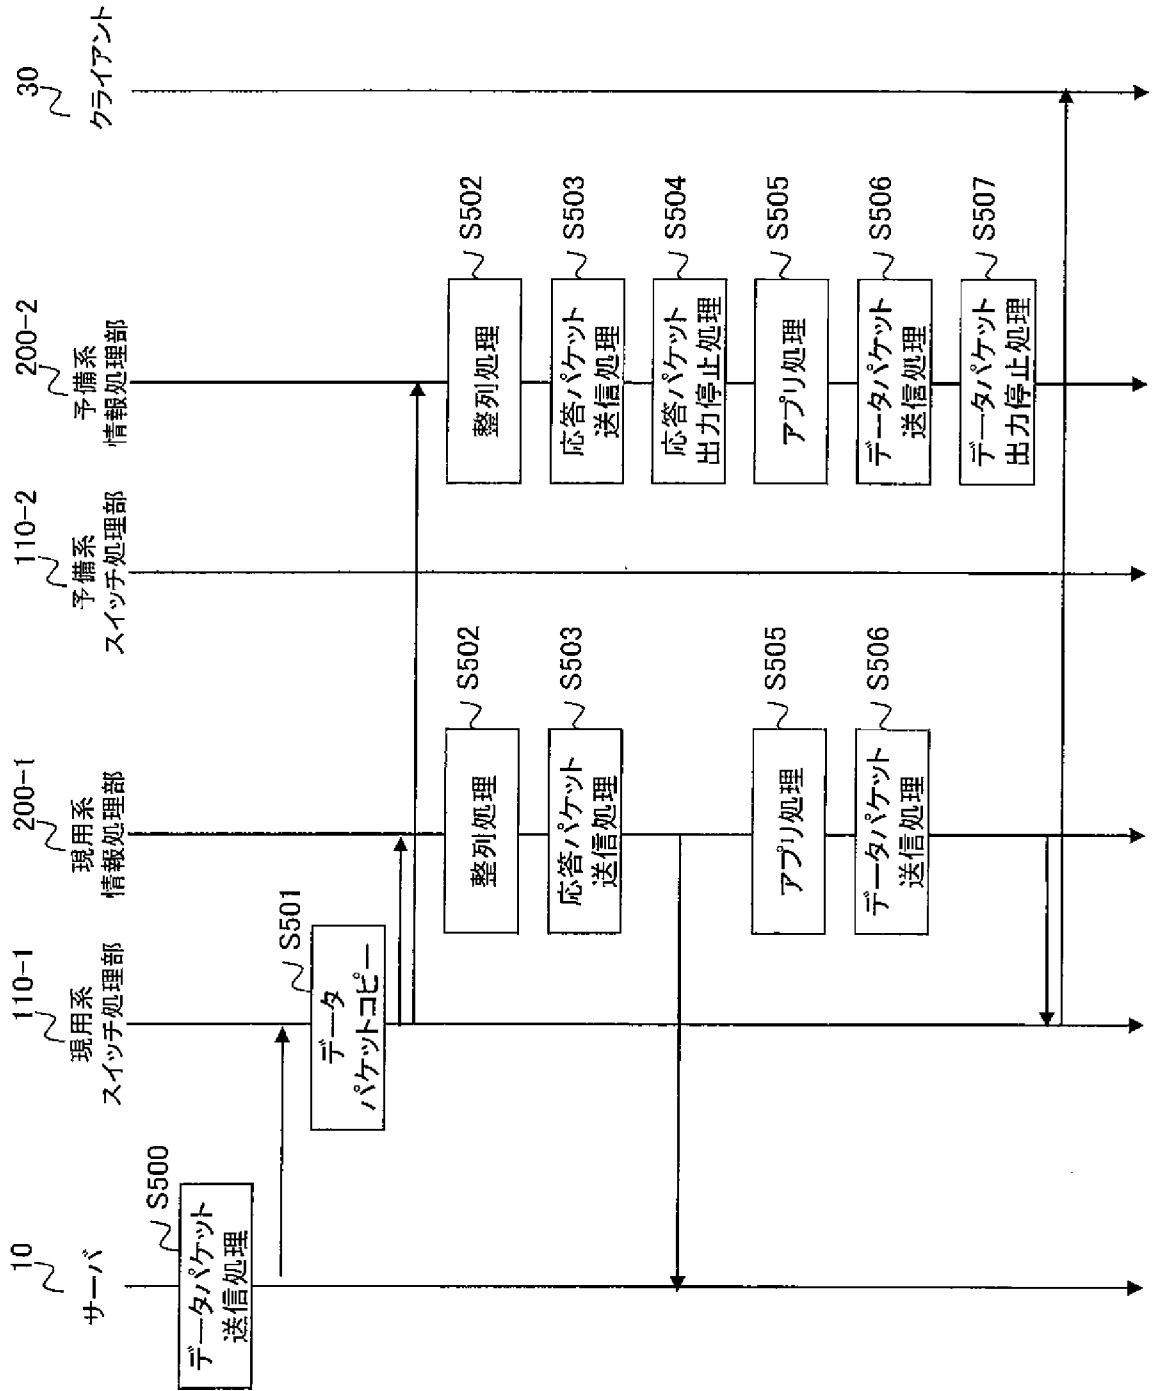 10
サーバ
110-1
現用系
スイッチ処理部
200-1
現用系
情報処理部
110-2
予備系
スイッチ処理部
200-2
予備系
情報処理部
30
クライアント
S500
データパケット
送信処理
S501
データ
パケットコピー
S502
整列処理
S502
整列処理
S503
応答パケット
送信処理
S503
応答パケット
送信処理
S504
応答パケット
出力停止処理
S505
アプリ処理
S505
アプリ処理
S506
データパケット
送信処理
S506
データパケット
送信処理
S507
データパケット
出力停止処理